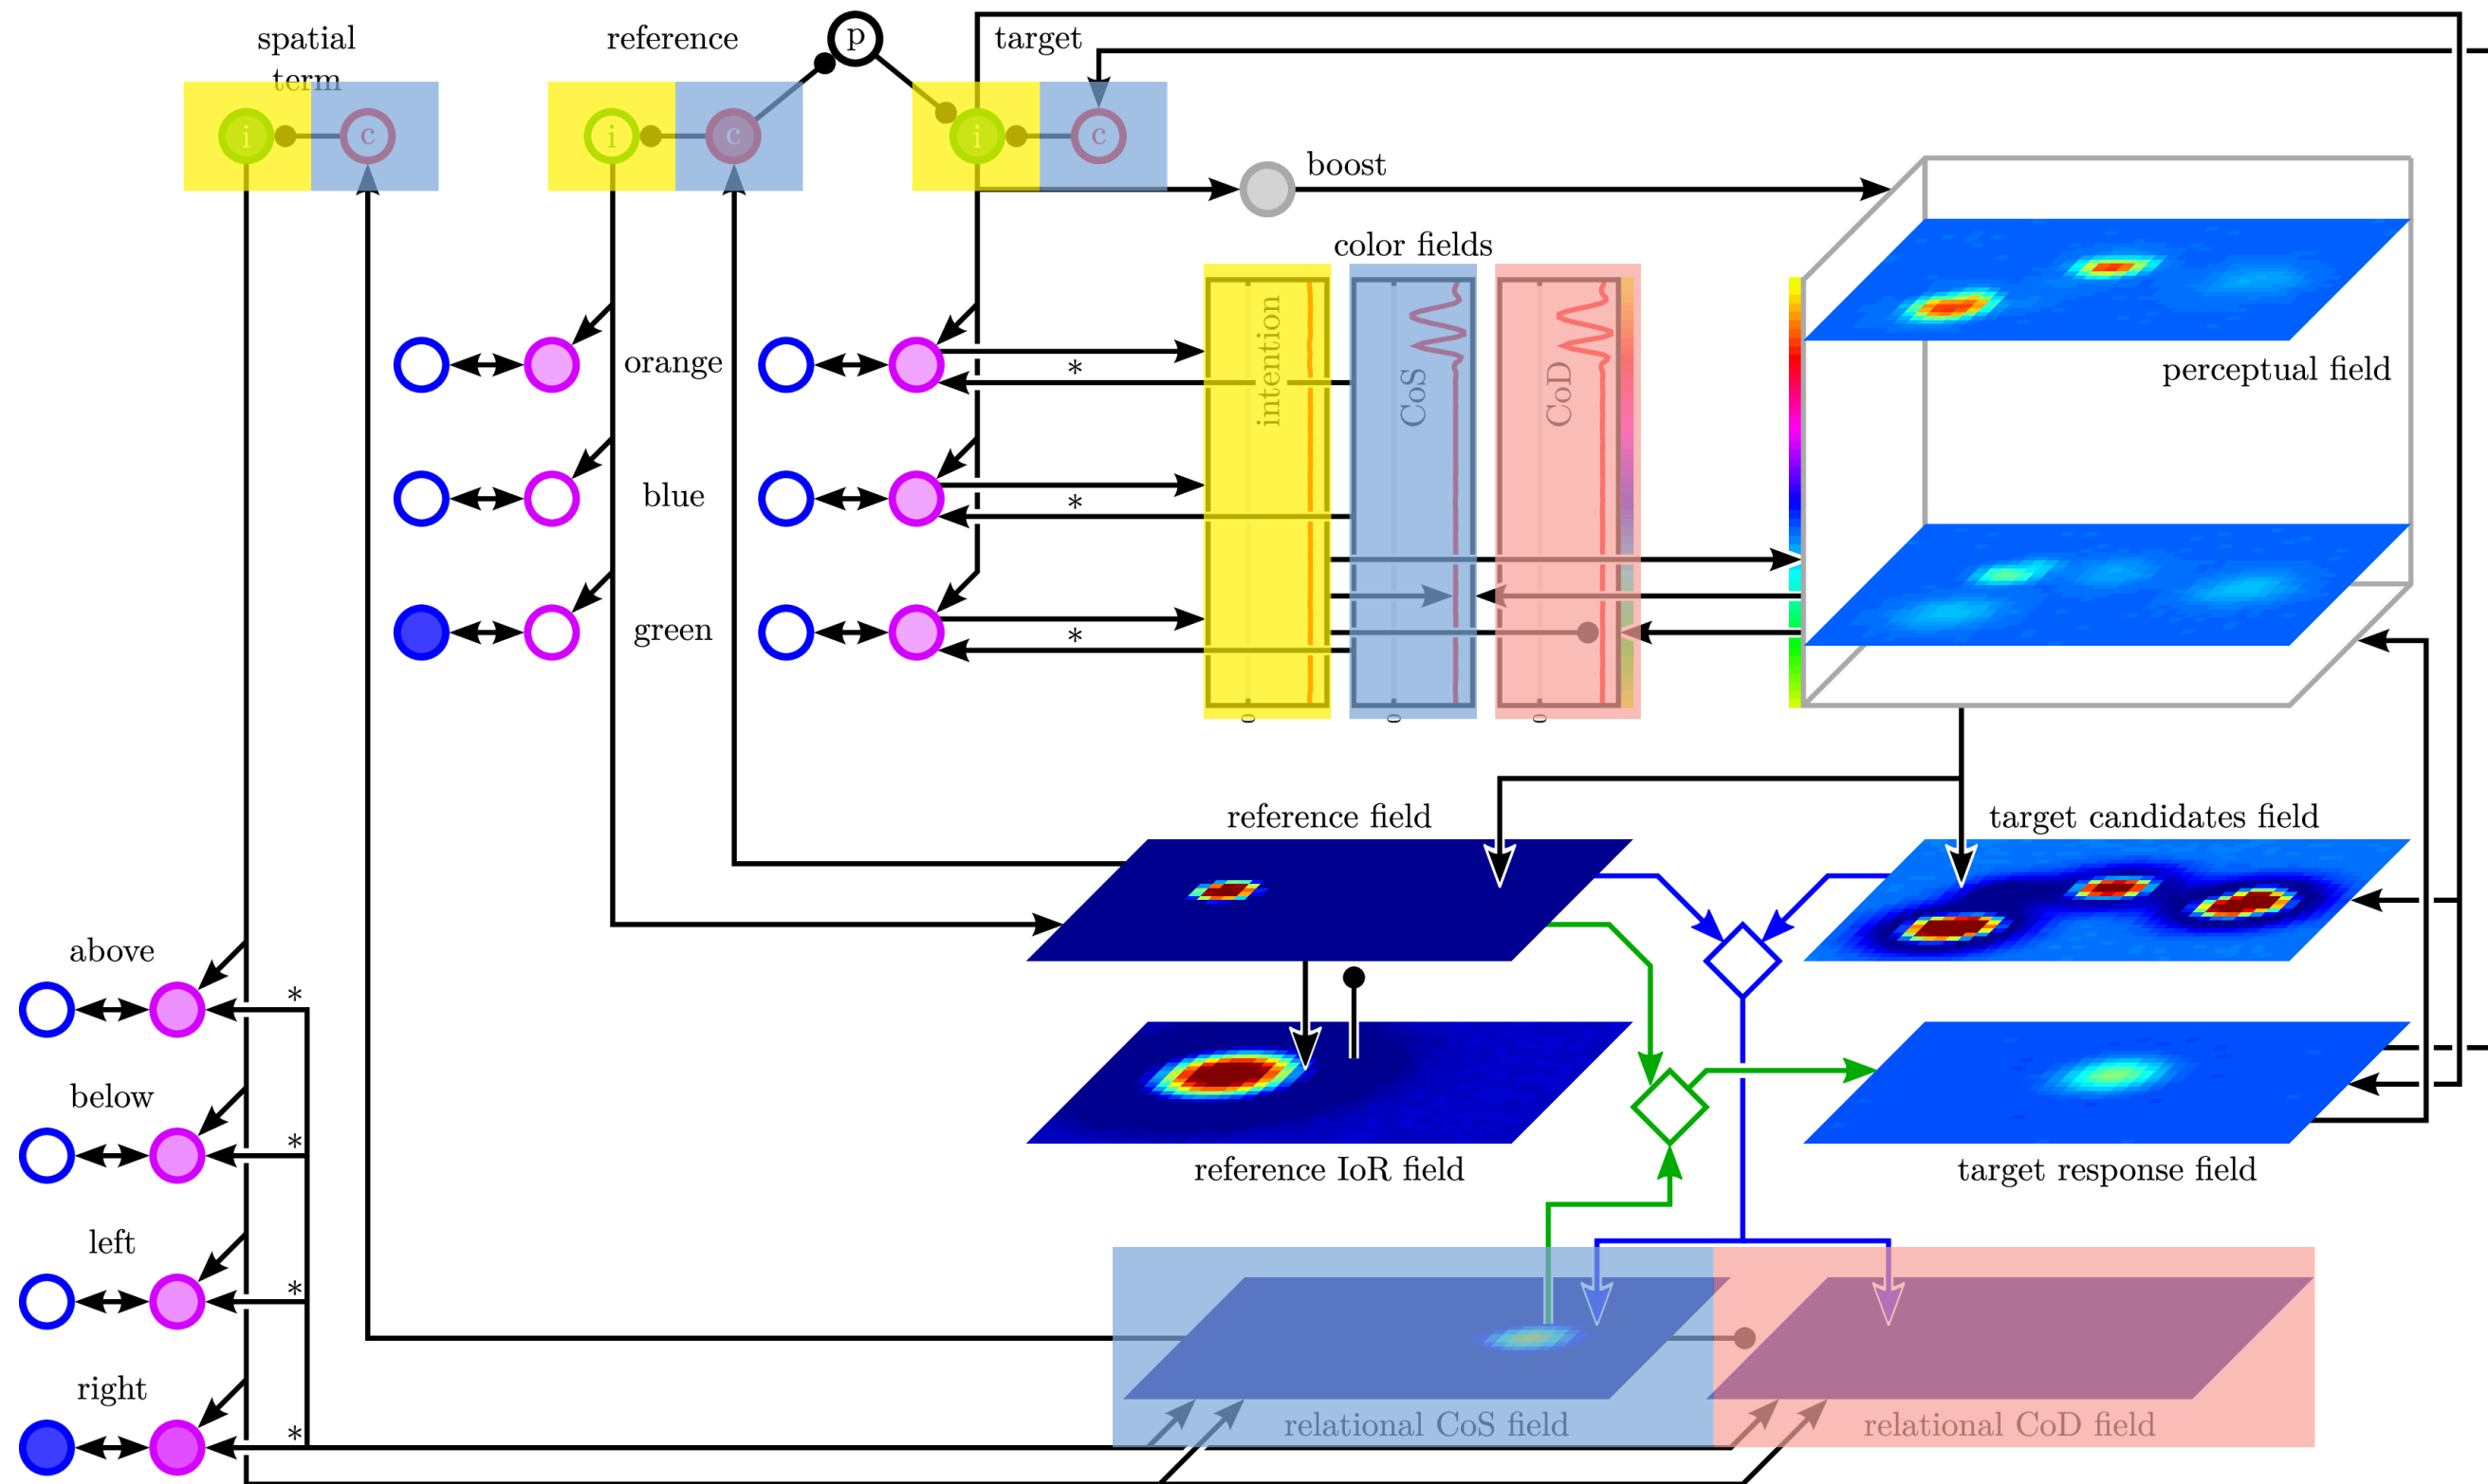 spatial
term
reference
p
target
i
c
i
c
i
c
boost
color fields
intention
CoS
CoD
perceptual field
orange
*
blue
*
green
*
0
0
0
reference field
target candidates field
above
*
below
*
left
*
right
*
reference IoR field
target response field
relational CoS field
relational CoD field